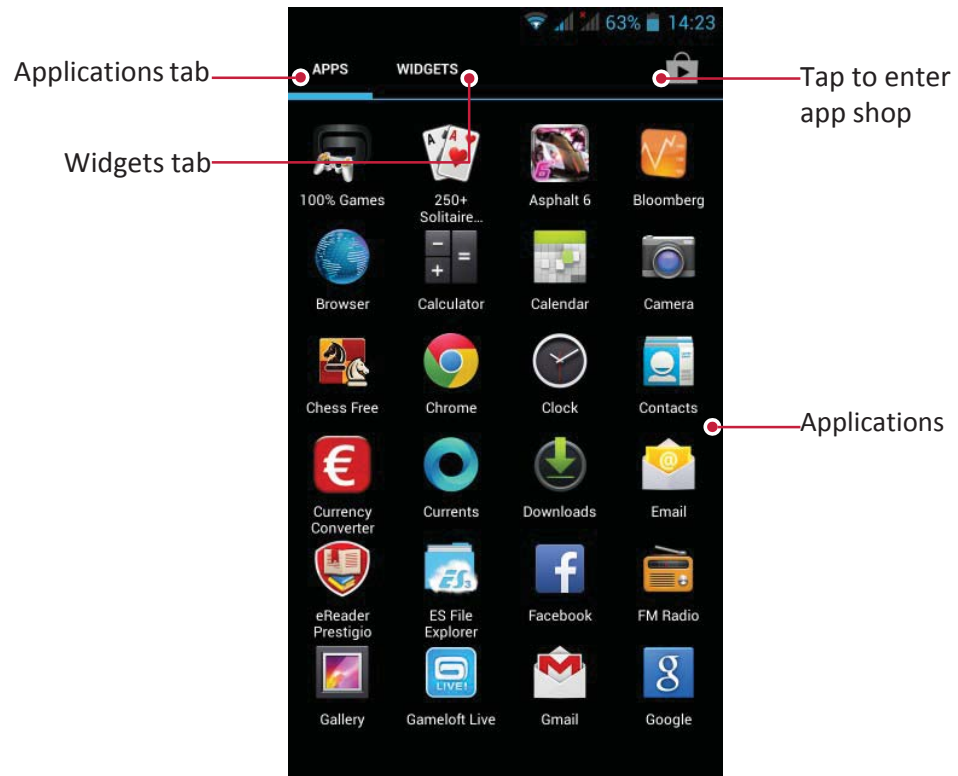 63% 14:23
Applications tab
APPS WIDGETS
Tap to enter
app shop
Widgets tab
100% Games
250+
Solitaire...
Asphalt 6
Bloomberg
Browser
Calculator
Calendar
Camera
Chess Free
Chrome
Clock
Contacts
Applications
Currency
Converter
Currents
Downloads
Email
eReader
Prestigio
ES File
Explorer
Facebook
FM Radio
LIVE!
Gallery
Gameloft Live
Gmail
Google